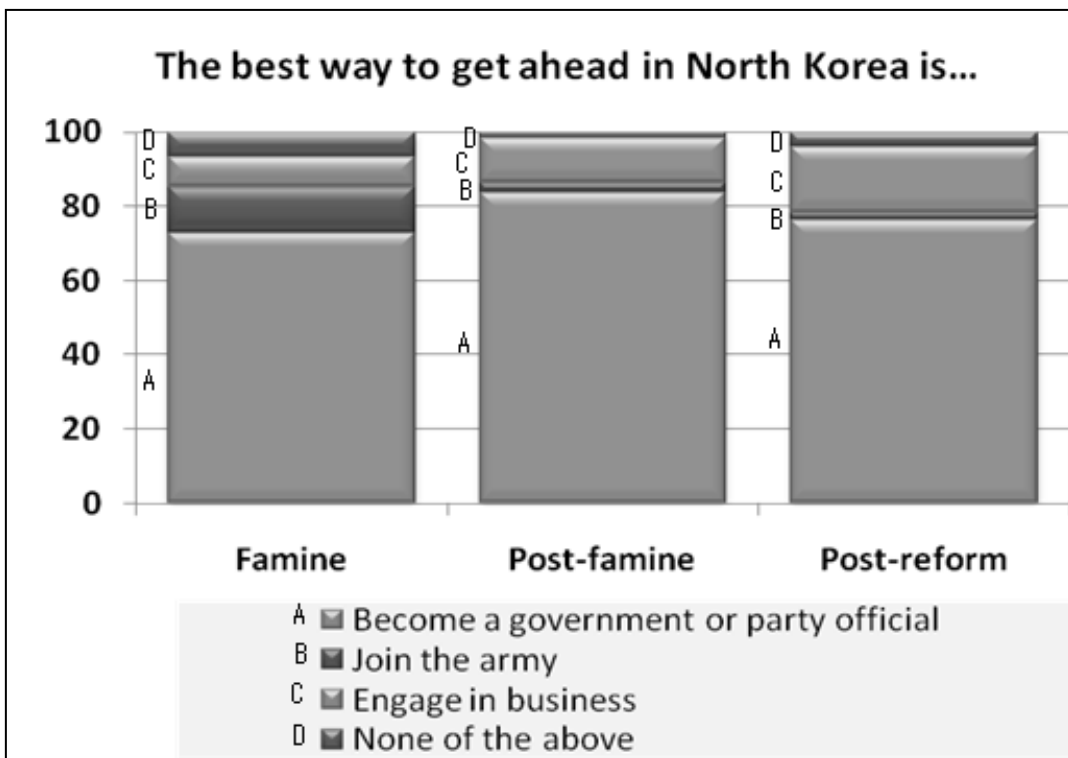 The best way to get ahead in North Korea is...
100
80
60
40
20
0
D
C
B
A
D
C
B
A
D
C
B
A
Famine Post-famine Post-reform
A Become a government or party official
B Join the army
C Engage in business
D None of the above